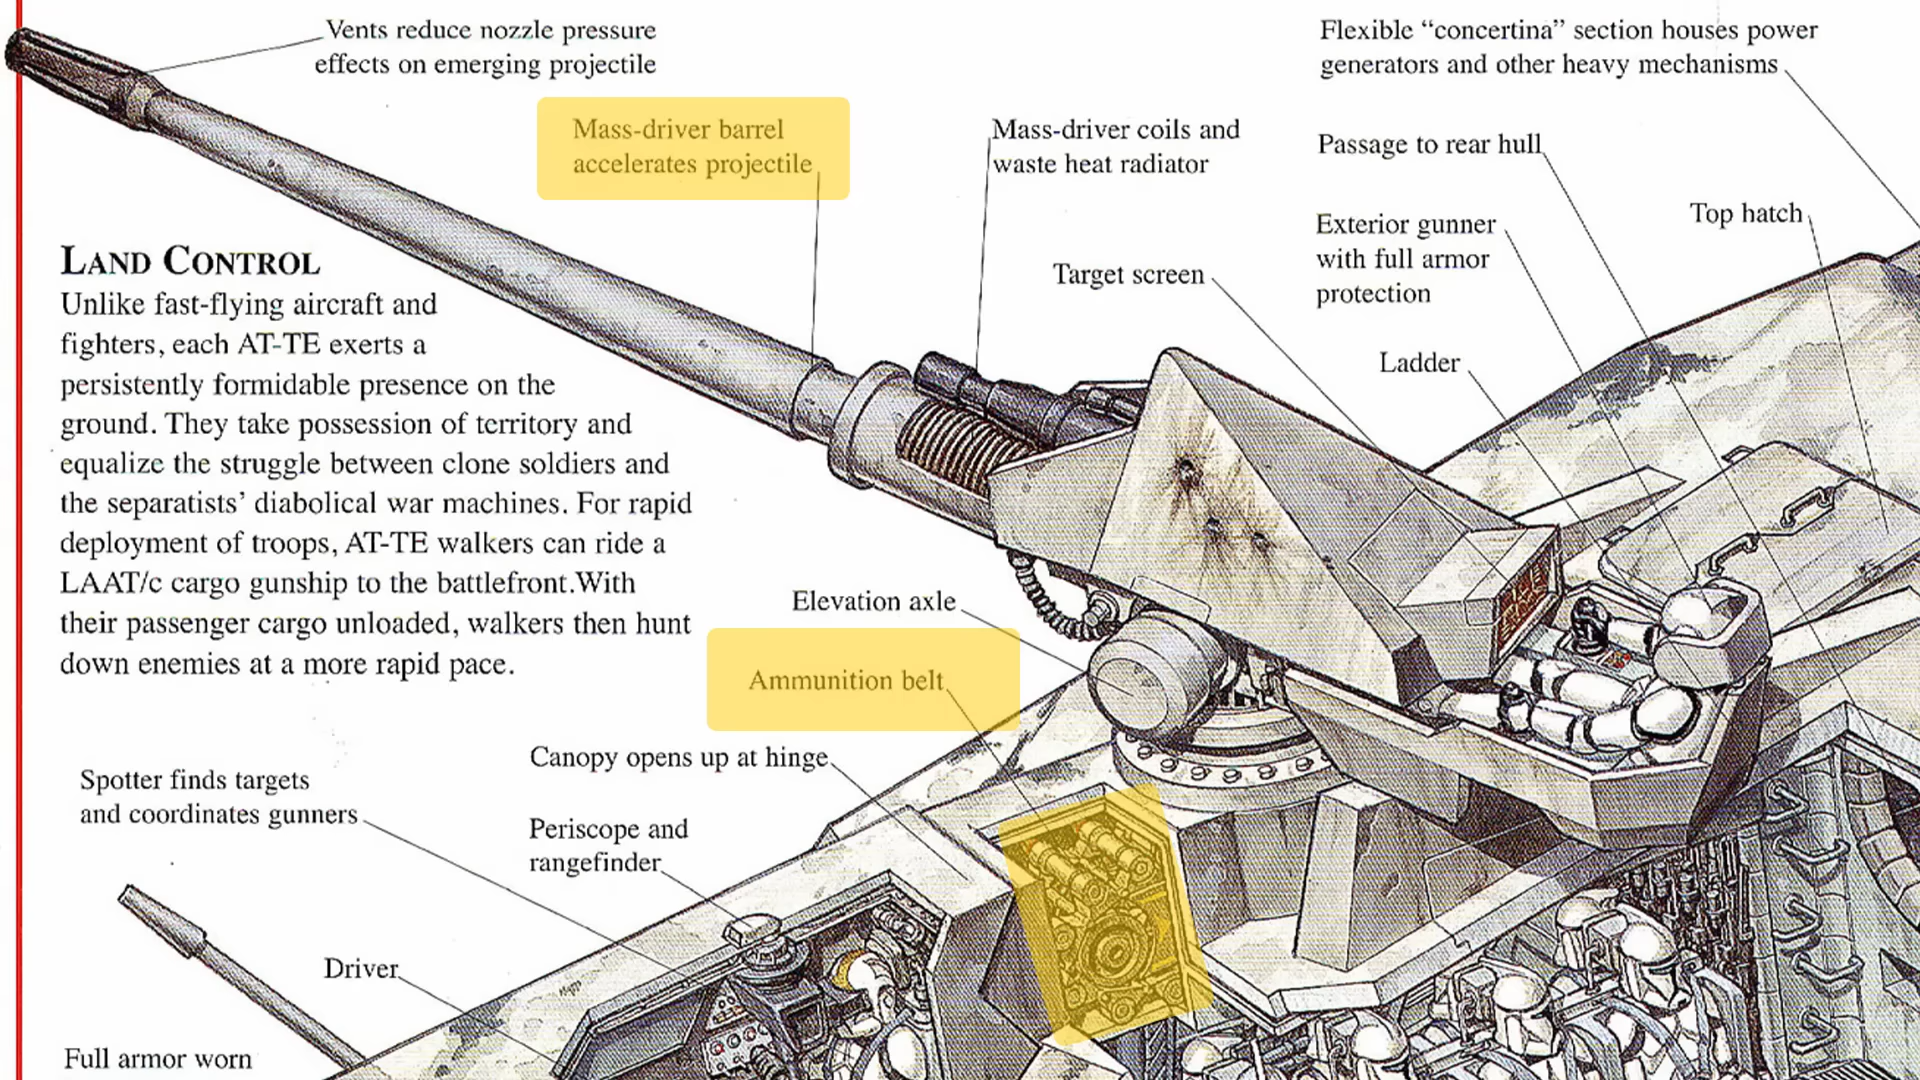 Vents reduce nozzle pressure
effects on emerging projectile
Flexible “concertina” section houses power
generators and other heavy mechanisms
Mass-driver barrel
accelerates projectile
Mass-driver coils and
waste heat radiator
Passage to rear hull
Exterior gunner
with full armor
protection
Top hatch
Target screen
Ladder
LAND CONTROL
Unlike fast-flying aircraft and
fighters, each AT-TE exerts a
persistently formidable presence on the
ground. They take possession of territory and
equalize the struggle between clone soldiers and
the separatists’ diabolical war machines. For rapid
deployment of troops, AT-TE walkers can ride a
LAAT/c cargo gunship to the battlefront.With
their passenger cargo unloaded, walkers then hunt
down enemies at a more rapid pace.
Elevation axle
Ammunition belt
Canopy opens up at hinge
Spotter finds targets
and coordinates gunners
Periscope and
rangefinder
Driver
Full armor worn